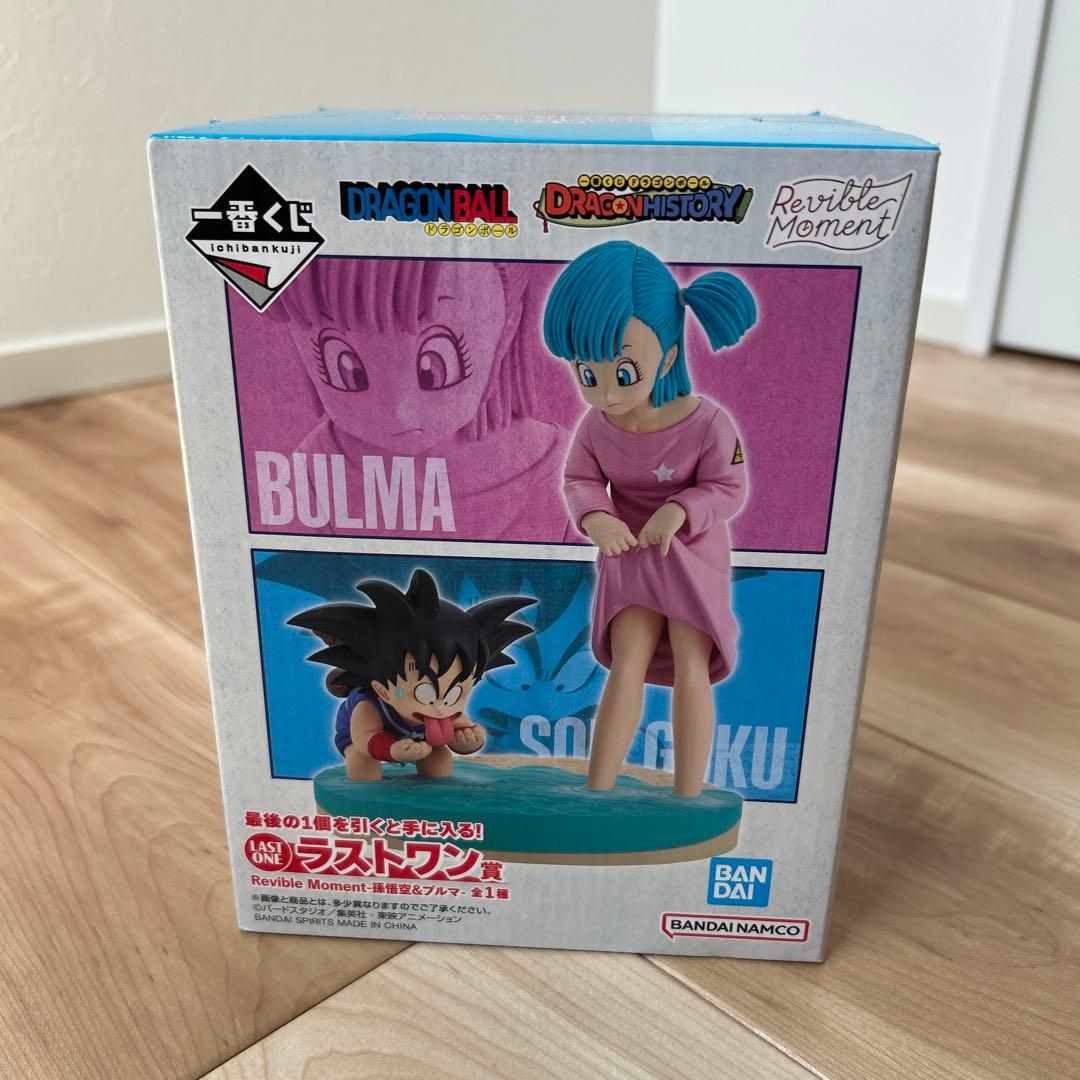 一番くじ
ichibankuji
DRAGON BALL
ドラゴンボール
一番くじ ドラゴンボール
DRAGON HISTORY
Revible
Moment
BULMA
SON GOKU
最後の1個を引くと手に入る!
LAST
ONE
ラストワン賞
Revible Moment-孫悟空&ブルマ- 全1種
※画像と商品とは、多少異なりますのでご了承ください。
©バードスタジオ/集英社・東映アニメーション
BANDAI SPIRITS MADE IN CHINA
BAN
DAI
BANDAI NAMCO